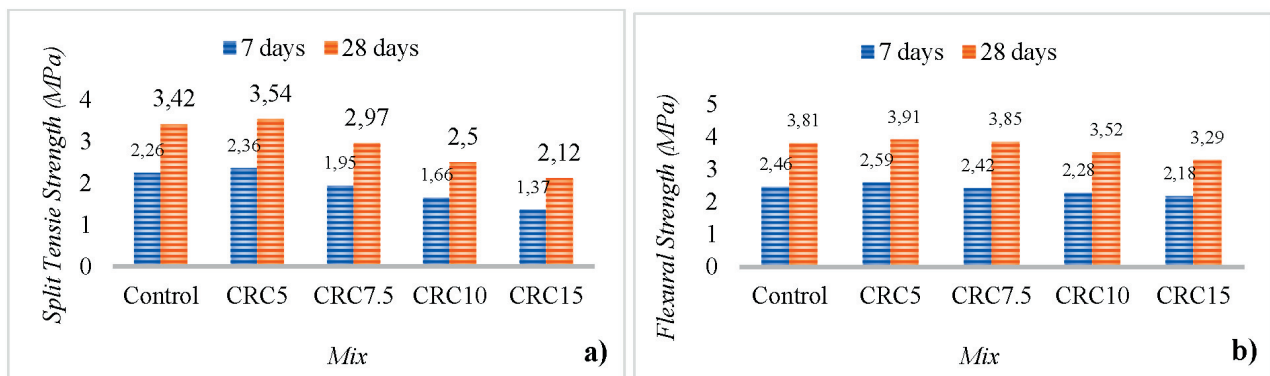 7 days 28 days
Split Tensie Strength (MPa)
4
3
2
1
0
2,26 3,42 2,36 3,54 1,95 2,97 1,66 2,5 1,37 2,12
Control CRC5 CRC7.5 CRC10 CRC15
Mix
a)
7 days 28 days
Flexural Strength (MPa)
5
4
3
2
1
0
2,46 3,81 2,59 3,91 2,42 3,85 2,28 3,52 2,18 3,29
Control CRC5 CRC7.5 CRC10 CRC15
Mix
b)